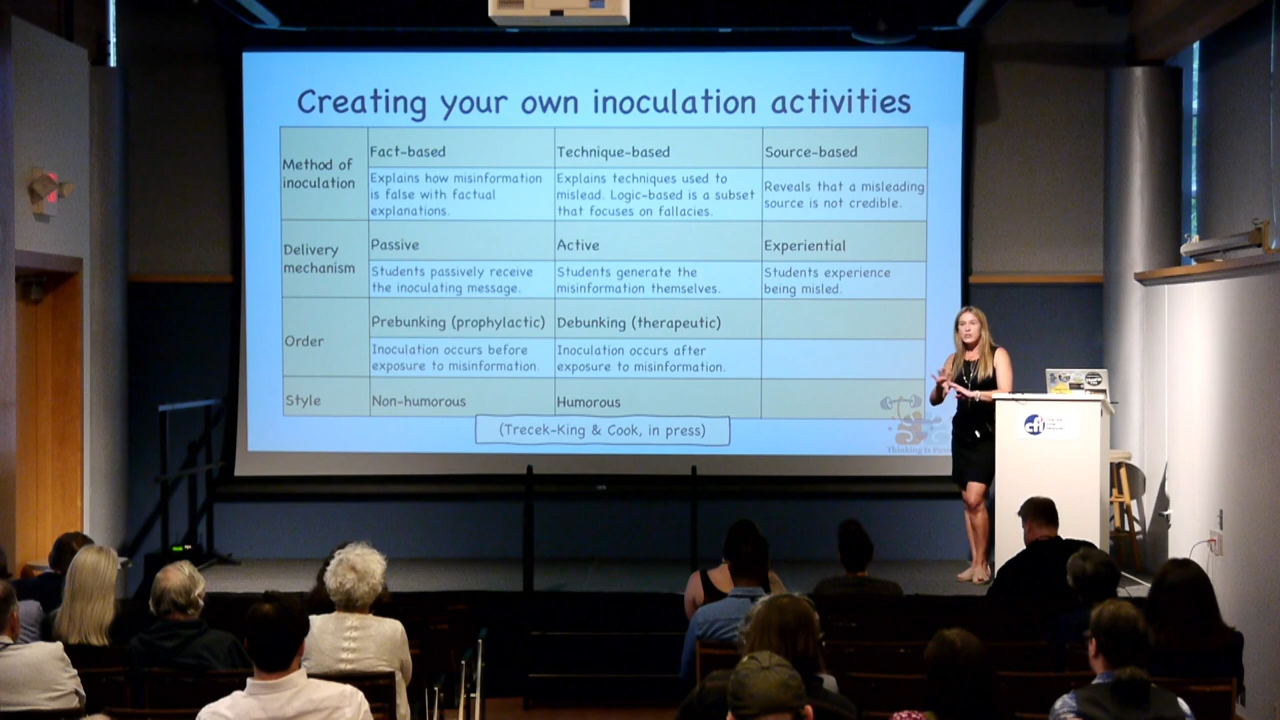 Creating your own inoculation activities
Method of
inoculation
Fact-based
Technique-based
Source-based
Explains how misinformation
is false with factual
explanations.
Explains techniques used to
mislead. Logic-based is a subset
that focuses on fallacies.
Reveals that a misleading
source is not credible.
Delivery
mechanism
Passive
Active
Experiential
Students passively receive
the inoculating message.
Students generate the
misinformation themselves.
Students experience
being misled.
Order
Prebunking (prophylactic)
Debunking (therapeutic)
Inoculation occurs before
exposure to misinformation.
Inoculation occurs after
exposure to misinformation.
Style
Non-humorous
Humorous
(Trecek-King & Cook, in press)
Thinking Is
cfi